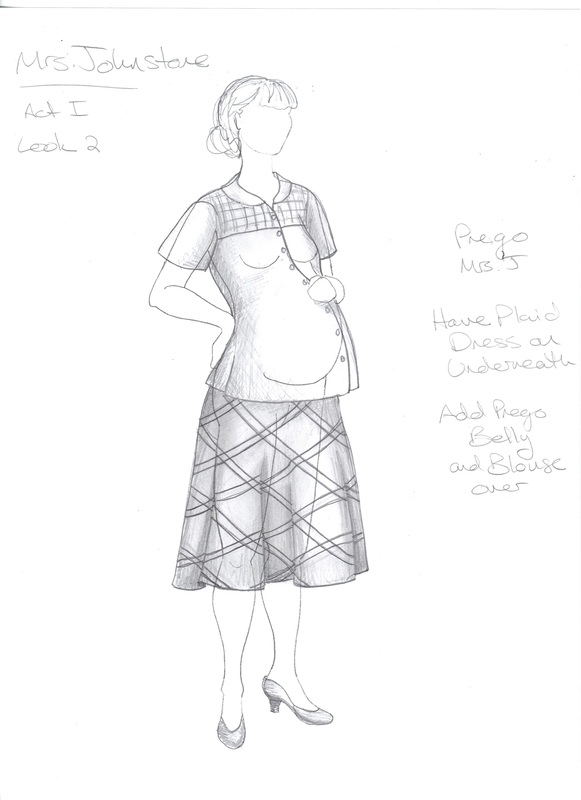 Mrs. Johnstone
Act I
Look 2
Prego
Mrs. J
Have Plaid
Dress on
Underneath
Add Prego
Belly
and Blouse
over